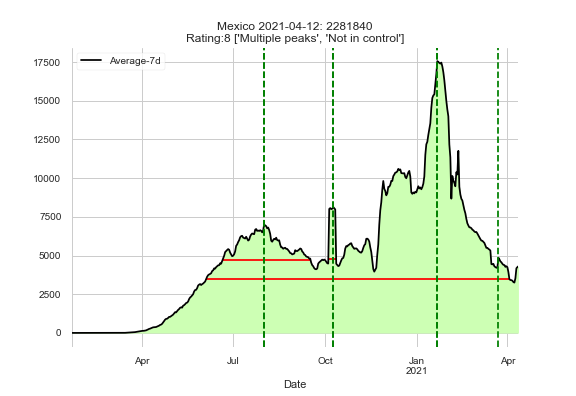 Mexico 2021-04-12: 2281840
Rating:8 ['Multiple peaks', 'Not in control']
Average-7d
17500
15000
12500
10000
7500
5000
2500
0
Apr
Jul
Oct
Jan
2021
Apr
Date